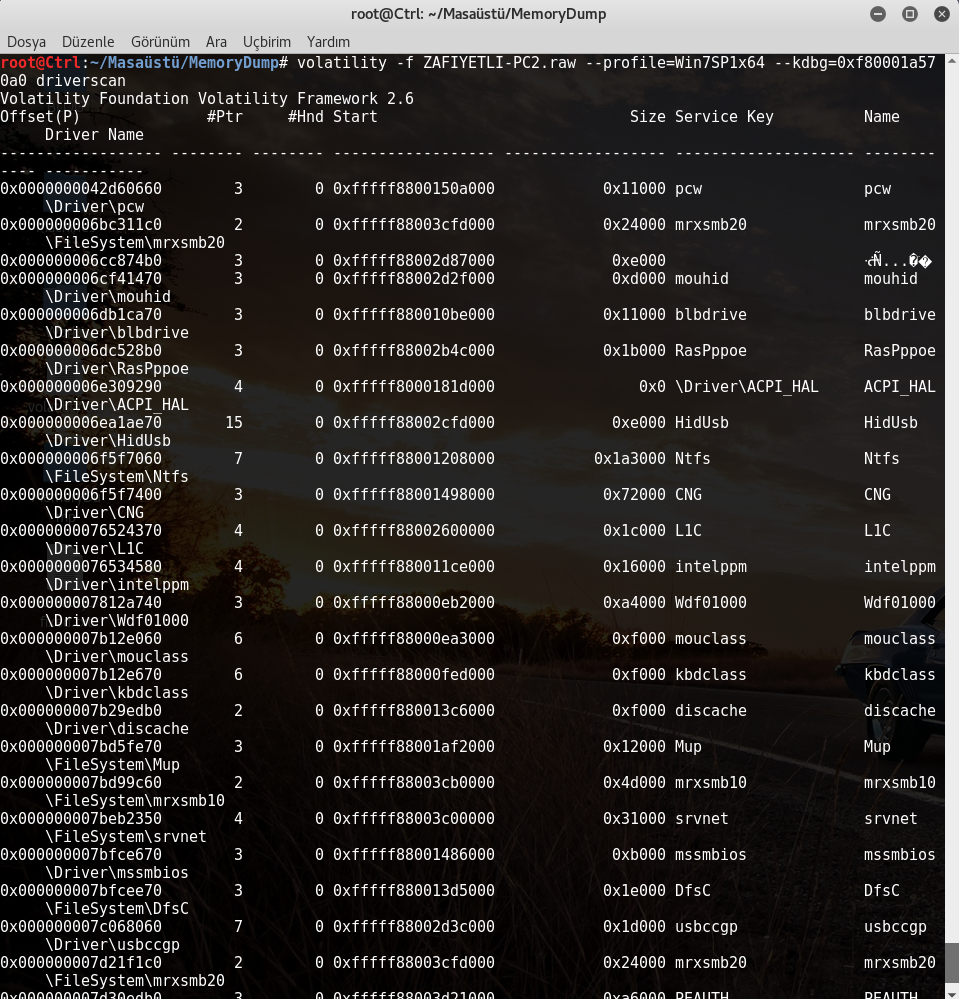 root@Ctrl: ~/Masaüstü/MemoryDump
Dosya Düzenle Görünüm Ara Uçbirim Yardım
root@Ctrl:~/Masaüstü/MemoryDump# volatility -f ZAFIYETLI-PC2.raw --profile=Win7SP1x64 --kdbg=0xf80001a57
0a0 driverscan
Volatility Foundation Volatility Framework 2.6
Offset(P) #Ptr #Hnd Start Size Service Key Name
Driver Name
------------------ -------- -------- ------------------ ------------------ -------------------- --------
---- -----------
0x0000000042d60660 3 0 0xfffff8800150a000 0x11000 pcw pcw
\Driver\pcw
0x000000006bc311c0 2 0 0xfffff88003cfd000 0x24000 mrxsmb20 mrxsmb20
\FileSystem\mrxsmb20
0x000000006cc874b0 3 0 0xfffff88002d87000 0xe000
0x000000006cf41470 3 0 0xfffff88002d2f000 0xd000 mouhid mouhid
\Driver\mouhid
0x000000006db1ca70 3 0 0xfffff880010be000 0x11000 blbdrive blbdrive
\Driver\blbdrive
0x000000006dc528b0 3 0 0xfffff88002b4c000 0x1b000 RasPppoe RasPppoe
\Driver\RasPppoe
0x000000006e309290 4 0 0xfffff8000181d000 0x0 \Driver\ACPI_HAL ACPI_HAL
\Driver\ACPI_HAL
0x000000006ea1ae70 15 0 0xfffff88002cfd000 0xe000 HidUsb HidUsb
\Driver\HidUsb
0x000000006f5f7060 7 0 0xfffff88001208000 0x1a3000 Ntfs Ntfs
\FileSystem\Ntfs
0x000000006f5f7400 3 0 0xfffff88001498000 0x72000 CNG CNG
\Driver\CNG
0x0000000076524370 4 0 0xfffff88002600000 0x1c000 L1C L1C
\Driver\L1C
0x0000000076534580 4 0 0xfffff880011ce000 0x16000 intelppm intelppm
\Driver\intelppm
0x000000007812a740 3 0 0xfffff88000eb2000 0xa4000 Wdf01000 Wdf01000
\Driver\Wdf01000
0x000000007b12e060 6 0 0xfffff88000ea3000 0xf000 mouclass mouclass
\Driver\mouclass
0x000000007b12e670 6 0 0xfffff88000fed000 0xf000 kbdclass kbdclass
\Driver\kbdclass
0x000000007b29edb0 2 0 0xfffff880013c6000 0xf000 discache discache
\Driver\discache
0x000000007bd5fe70 3 0 0xfffff88001af2000 0x12000 Mup Mup
\FileSystem\Mup
0x000000007bd99c60 2 0 0xfffff88003cb0000 0x4d000 mrxsmb10 mrxsmb10
\FileSystem\mrxsmb10
0x000000007beb2350 4 0 0xfffff88003c00000 0x31000 srvnet srvnet
\FileSystem\srvnet
0x000000007bfce670 3 0 0xfffff88001486000 0xb000 mssmbios mssmbios
\Driver\mssmbios
0x000000007bfcee70 3 0 0xfffff880013d5000 0x1e000 DfsC DfsC
\FileSystem\DfsC
0x000000007c068060 7 0 0xfffff88002d3c000 0x1d000 usbccgp usbccgp
\Driver\usbccgp
0x000000007d21f1c0 2 0 0xfffff88003cfd000 0x24000 mrxsmb20 mrxsmb20
\FileSystem\mrxsmb20
0x000000007d30edb0 3 0 0xfffff88003d21000 0xa6000 PEAUTH PEAUTH